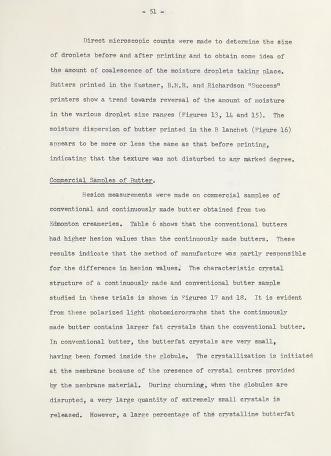 - 51 -
Direct microscopic counts were made to determine the size
of droplets before and after printing and to obtain some idea of
the amount of coalescence of the moisture droplets taking place.
Butters printed in the Kustner, B.M.B. and Richardson "Success"
printers show a trend towards reversal of the amount of moisture
in the various droplet size ranges (Figures 13, 14 and 15). The
moisture dispersion of butter printed in the Blanchet (Figure 16)
appears to be more or less the same as that before printing,
indicating that the texture was not disturbed to any marked degree.
Commercial Samples of Butter.
Hesion measurements were made on commercial samples of
conventional and continuously made butter obtained from two
Edmonton creameries. Table 6 shows that the conventional butters
had higher hesion values than the continuously made butters. These
results indicate that the method of manufacture was partly responsible
for the difference in hesion values. The characteristic crystal
structure of a continuously made and conventional butter sample
studied in these trials is shown in Figures 17 and 18. It is evident
from these polarized light photomicrographs that the continuously
made butter contains larger fat crystals than the conventional butter.
In conventional butter, the butterfat crystals are very small,
having been formed inside the globule. The crystallization is initiated
at the membrane because of the presence of crystal centres provided
by the membrane material. During churning, when the globules are
disrupted, a very large quantity of extremely small crystals is
released. However, a large percentage of the crystalline butterfat